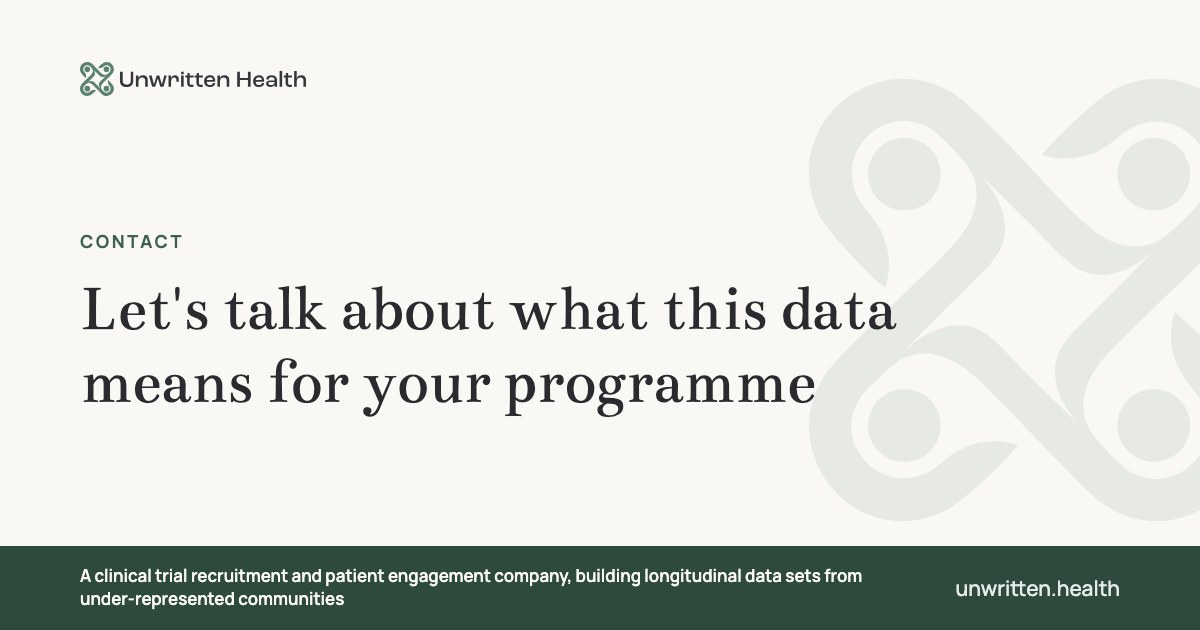 Unwritten Health
CONTACT
Let's talk about what this data
means for your programme
A clinical trial recruitment and patient engagement company, building longitudinal data sets from
under-represented communities
unwritten.health